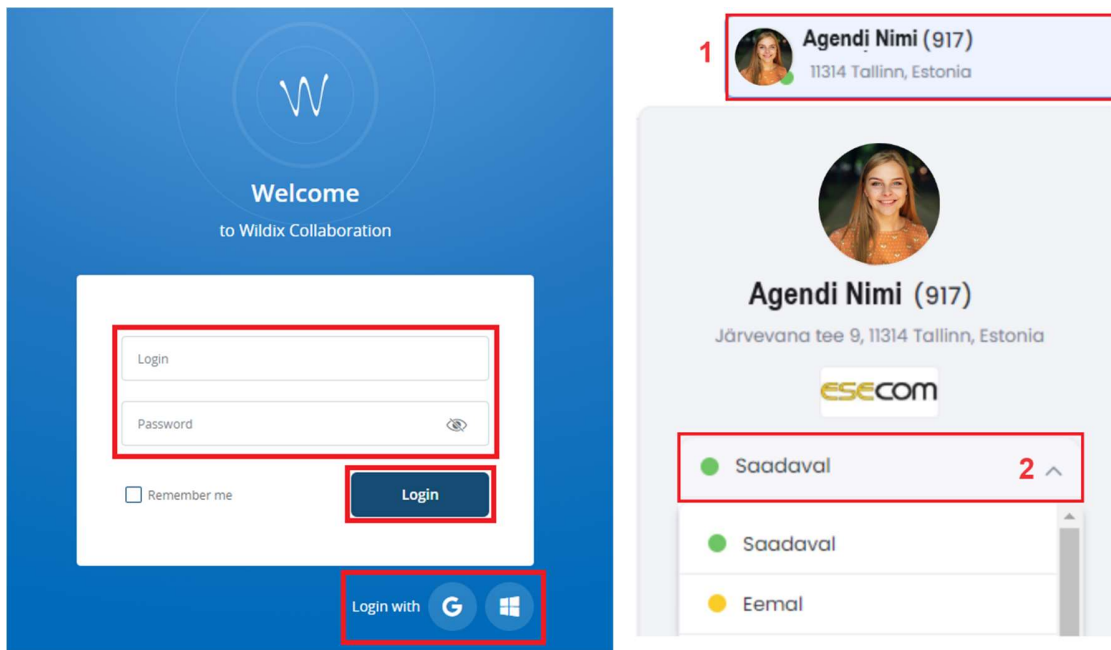 W
Welcome
to Wildix Collaboration
Login
Password
Remember me
Login
Login with G
1
Agendi Nimi (917)
11314 Tallinn, Estonia
Agendi Nimi (917)
Järvevana tee 9, 11314 Tallinn, Estonia
esecom
Saadaval 2
Saadaval
Eemal